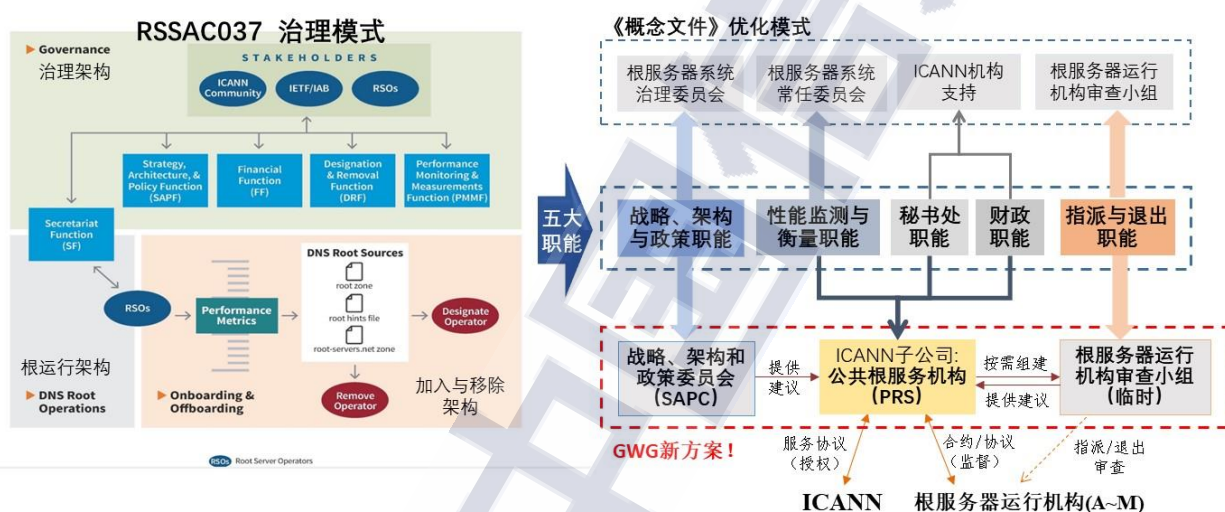 RSSAC037 治理模式
Governance
治理架构
STAKEHOLDERS
ICANN
Community
IETF/IAB
RSOs
Strategy,
Architecture, &
Policy Function
(SAPF)
Financial
Function
(FF)
Designation
& Removal
Function
(DRF)
Performance
Monitoring &
Measurements
Function (PMMF)
Secretariat
Function
(SF)
RSOs
Performance
Metrics
DNS Root Sources
root zone
root hints file
root-servers.net zone
Designate
Operator
Remove
Operator
根运行架构
DNS Root
Operations
Onboarding &
Offboarding
加入与移除
架构
RSOs Root Server Operators
五大
职能
《概念文件》优化模式
根服务器系统
治理委员会
根服务器系统
常任委员会
ICANN机构
支持
根服务器运行
机构审查小组
战略、架构
与政策职能
性能监测与
衡量职能
秘书处
职能
财政
职能
指派与退出
职能
战略、架构和
政策委员会
(SAPC)
提供
建议
ICANN子公司:
公共根服务机构
(PRS)
按需组建
提供建议
根服务器运行
机构审查小组
(临时)
GWG新方案！
服务协议
(授权)
合约/协议
(监督)
指派/退出
审查
ICANN
根服务器运行机构(A~M)
中国信